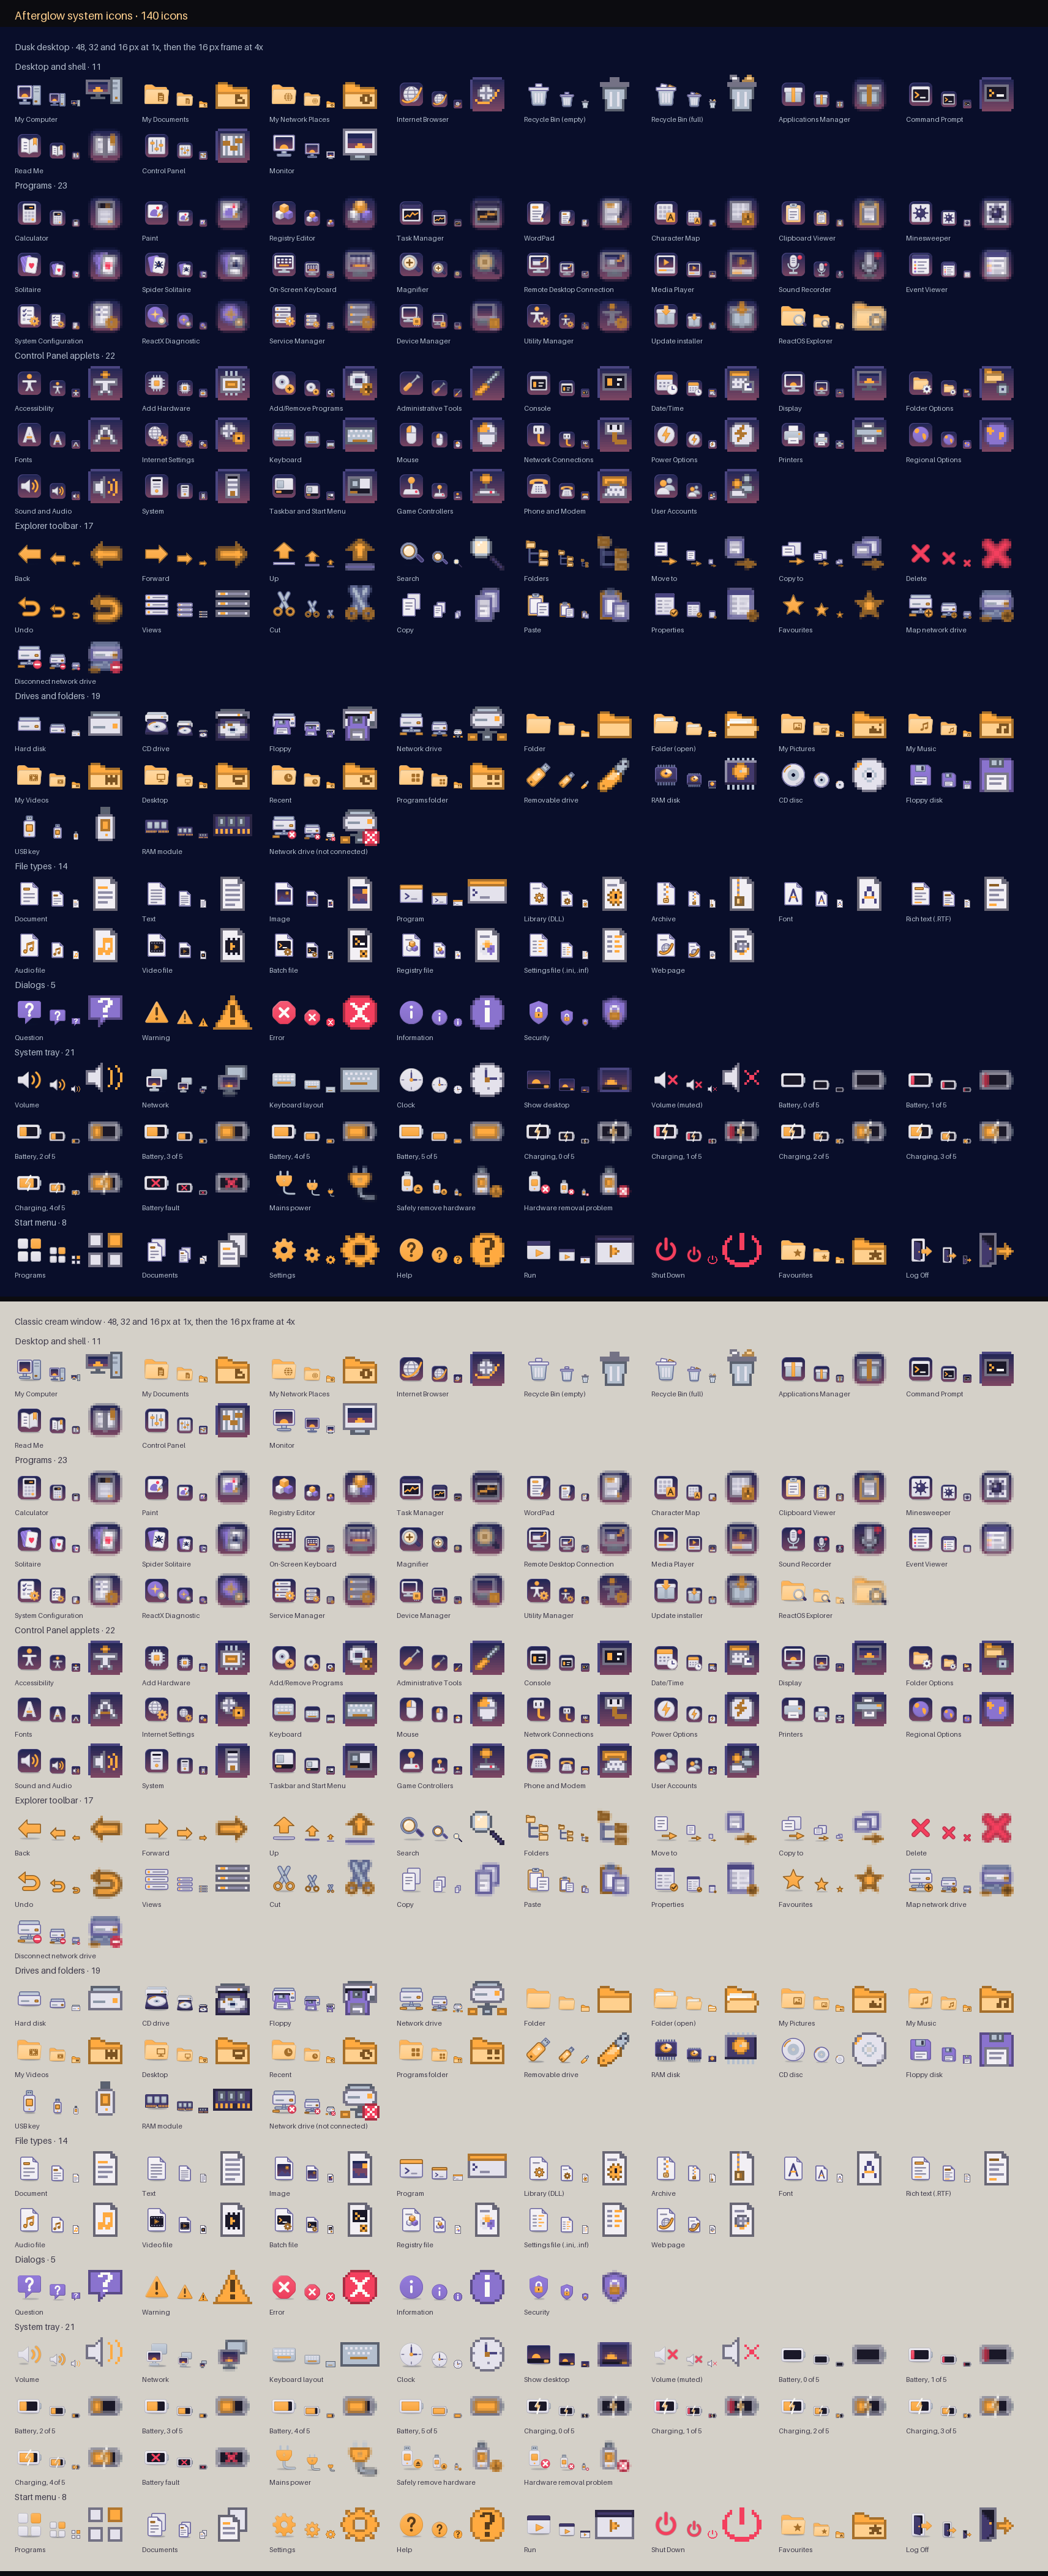 Afterglow system icons · 140 icons
Dusk desktop · 48, 32 and 16 px at 1x, then the 16 px frame at 4x
Desktop and shell · 11
My Computer My Documents My Network Places Internet Browser Recycle Bin (empty) Recycle Bin (full) Applications Manager Command Prompt
Read Me Control Panel Monitor
Programs · 23
Calculator Paint Registry Editor Task Manager WordPad Character Map Clipboard Viewer Minesweeper
Solitaire Spider Solitaire On-Screen Keyboard Magnifier Remote Desktop Connection Media Player Sound Recorder Event Viewer
System Configuration ReactX Diagnostic Service Manager Device Manager Utility Manager Update installer ReactOS Explorer
Control Panel applets · 22
Accessibility Add Hardware Add/Remove Programs Administrative Tools Console Date/Time Display Folder Options
Fonts Internet Settings Keyboard Mouse Network Connections Power Options Printers Regional Options
Sound and Audio System Taskbar and Start Menu Game Controllers Phone and Modem User Accounts
Explorer toolbar · 17
Back Forward Up Search Folders Move to Copy to Delete
Undo Views Cut Copy Paste Properties Favourites Map network drive
Disconnect network drive
Drives and folders · 19
Hard disk CD drive Floppy Network drive Folder Folder (open) My Pictures My Music
My Videos Desktop Recent Programs folder Removable drive RAM disk CD disc Floppy disk
USB key RAM module Network drive (not connected)
File types · 14
Document Text Image Program Library (DLL) Archive Font Rich text (.RTF)
Audio file Video file Batch file Registry file Settings file (.ini, .inf) Web page
Dialogs · 5
Question Warning Error Information Security
System tray · 21
Volume Network Keyboard layout Clock Show desktop Volume (muted) Battery, 0 of 5 Battery, 1 of 5
Battery, 2 of 5 Battery, 3 of 5 Battery, 4 of 5 Battery, 5 of 5 Charging, 0 of 5 Charging, 1 of 5 Charging, 2 of 5 Charging, 3 of 5
Charging, 4 of 5 Battery fault Mains power Safely remove hardware Hardware removal problem
Start menu · 8
Programs Documents Settings Help Run Shut Down Favourites Log Off
Classic cream window · 48, 32 and 16 px at 1x, then the 16 px frame at 4x
Desktop and shell · 11
My Computer My Documents My Network Places Internet Browser Recycle Bin (empty) Recycle Bin (full) Applications Manager Command Prompt
Read Me Control Panel Monitor
Programs · 23
Calculator Paint Registry Editor Task Manager WordPad Character Map Clipboard Viewer Minesweeper
Solitaire Spider Solitaire On-Screen Keyboard Magnifier Remote Desktop Connection Media Player Sound Recorder Event Viewer
System Configuration ReactX Diagnostic Service Manager Device Manager Utility Manager Update installer ReactOS Explorer
Control Panel applets · 22
Accessibility Add Hardware Add/Remove Programs Administrative Tools Console Date/Time Display Folder Options
Fonts Internet Settings Keyboard Mouse Network Connections Power Options Printers Regional Options
Sound and Audio System Taskbar and Start Menu Game Controllers Phone and Modem User Accounts
Explorer toolbar · 17
Back Forward Up Search Folders Move to Copy to Delete
Undo Views Cut Copy Paste Properties Favourites Map network drive
Disconnect network drive
Drives and folders · 19
Hard disk CD drive Floppy Network drive Folder Folder (open) My Pictures My Music
My Videos Desktop Recent Programs folder Removable drive RAM disk CD disc Floppy disk
USB key RAM module Network drive (not connected)
File types · 14
Document Text Image Program Library (DLL) Archive Font Rich text (.RTF)
Audio file Video file Batch file Registry file Settings file (.ini, .inf) Web page
Dialogs · 5
Question Warning Error Information Security
System tray · 21
Volume Network Keyboard layout Clock Show desktop Volume (muted) Battery, 0 of 5 Battery, 1 of 5
Battery, 2 of 5 Battery, 3 of 5 Battery, 4 of 5 Battery, 5 of 5 Charging, 0 of 5 Charging, 1 of 5 Charging, 2 of 5 Charging, 3 of 5
Charging, 4 of 5 Battery fault Mains power Safely remove hardware Hardware removal problem
Start menu · 8
Programs Documents Settings Help Run Shut Down Favourites Log Off